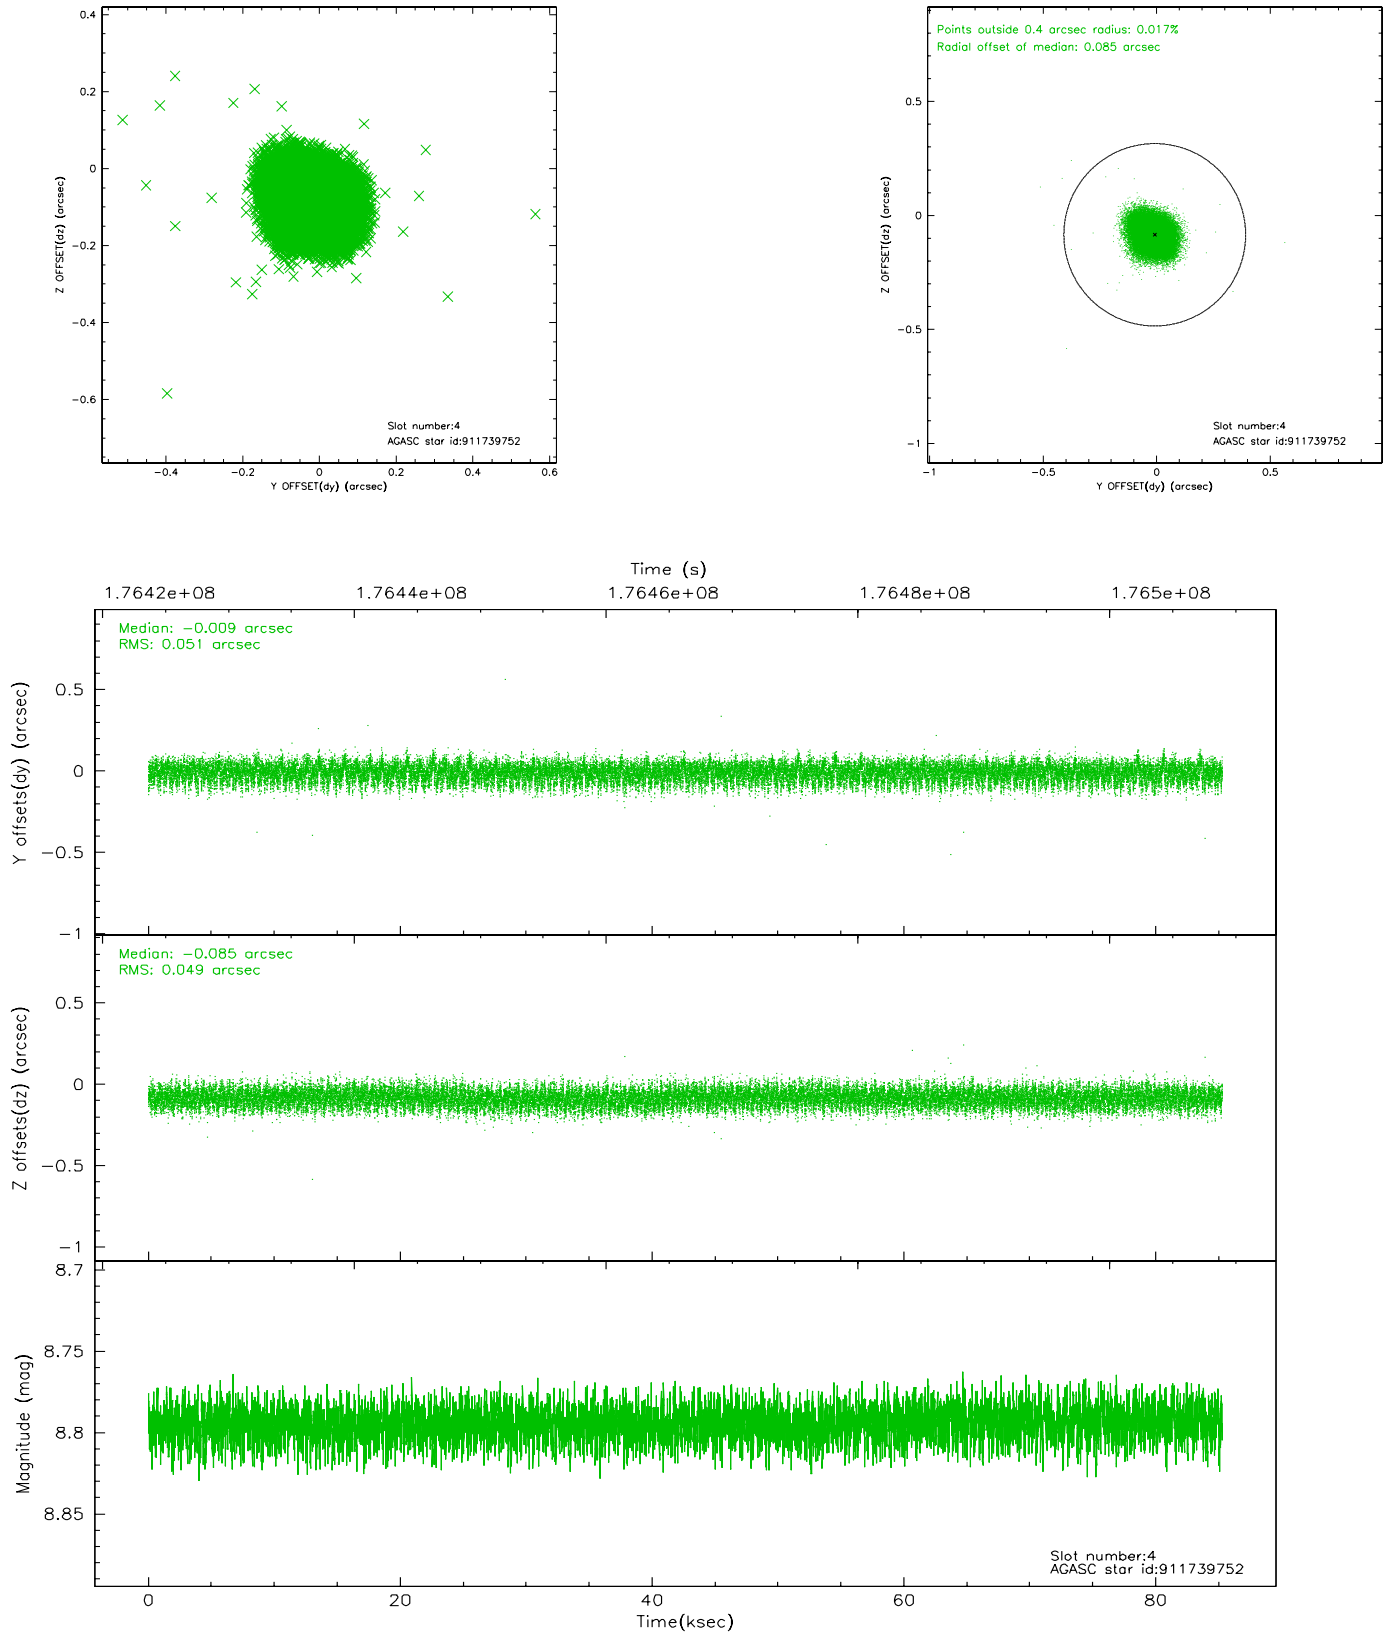 0.4
0.2
0
−0.2
−0.4
−0.6
Z OFFSET(dz) (arcsec)
Slot number:4
AGASC star id:911739752
−0.4 −0.2 0 0.2 0.4 0.6
Y OFFSET(dy) (arcsec)
Points outside 0.4 arcsec radius: 0.017%
Radial offset of median: 0.085 arcsec
0.5
0
−0.5
−1
Z OFFSET(dz) (arcsec)
Slot number:4
AGASC star id:911739752
−1 −0.5 0 0.5
Y OFFSET(dy) (arcsec)
Time (s)
1.7642e+08 1.7644e+08 1.7646e+08 1.7648e+08 1.765e+08
Median: −0.009 arcsec
RMS: 0.051 arcsec
0.5
0
−0.5
−1
Y offsets(dy) (arcsec)
Median: −0.085 arcsec
RMS: 0.049 arcsec
0.5
0
−0.5
−1
Z offsets(dz) (arcsec)
8.7
8.75
8.8
8.85
Magnitude (mag)
Slot number:4
AGASC star id:911739752
0 20 40 60 80
Time(ksec)